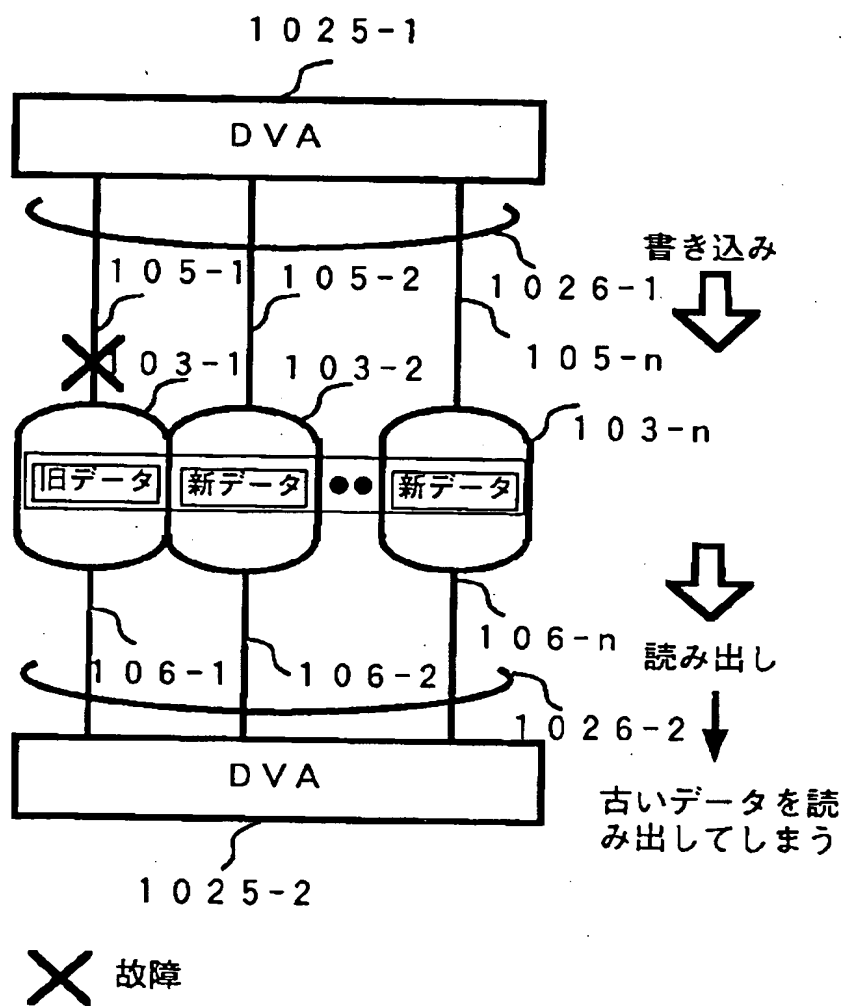 1025-1
DVA
書き込み
105-1
105-2
1026-1
105-n
03-1
103-2
103-n
旧データ
新データ
新データ
106-n
読み出し
106-1
106-2
1026-2
DVA
古いデータを読
み出してしまう
1025-2
故障